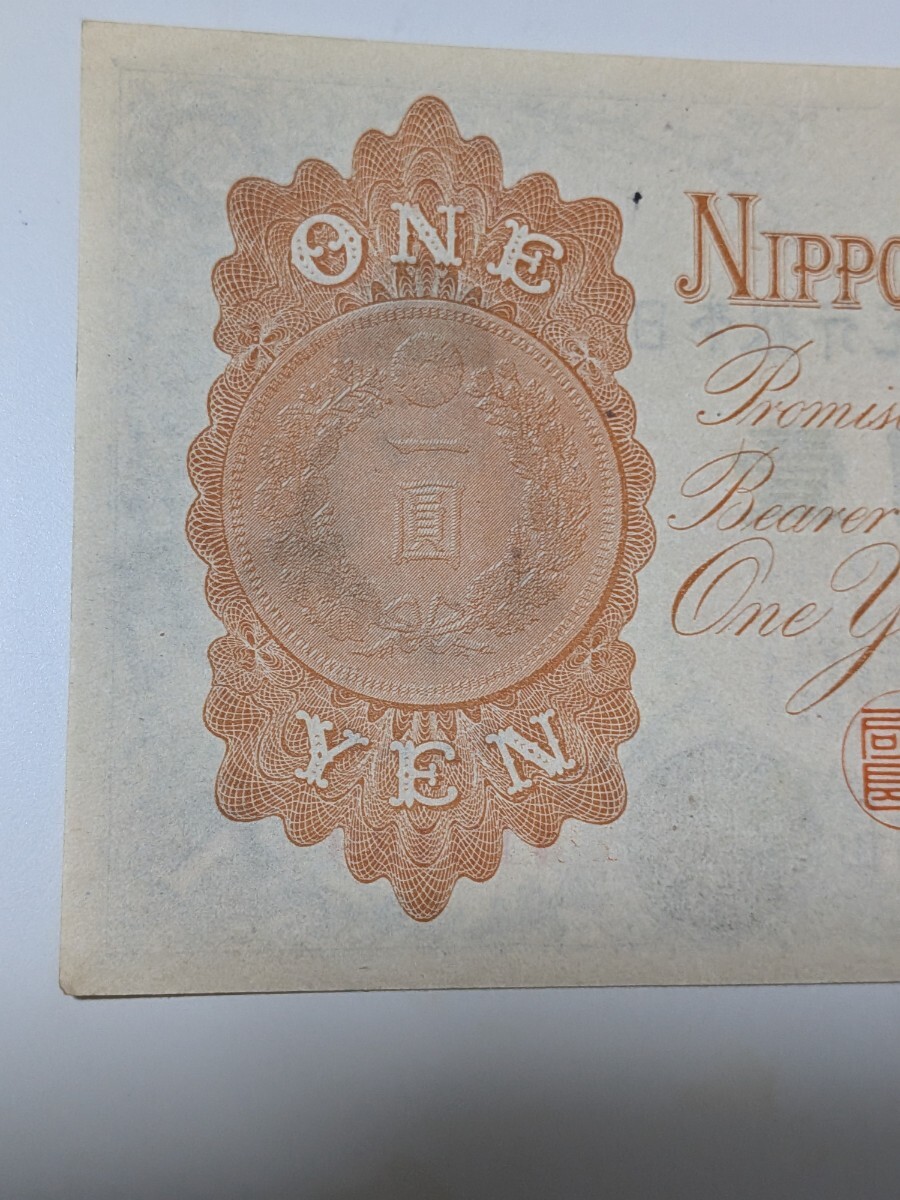 ONE
一
圓
YEN
NIPPO
Promis
Bearer
One Y